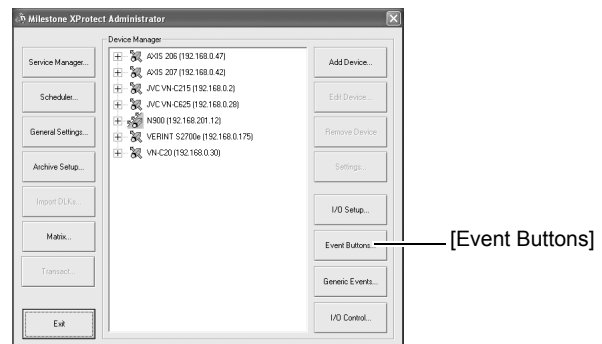 Milestone XProtect Administrator
Device Manager
Service Manager...
Scheduler...
General Settings...
Archive Setup...
Import DLKs...
Matrix...
Transact...
Exit
AXIS 206 (192.168.0.47)
AXIS 207 (192.168.0.42)
JVC VN-C215 (192.168.0.2)
JVC VN-C625 (192.168.0.28)
N900 (192.168.201.12)
VERINT S2700e (192.168.0.175)
VN-C20 (192.168.0.30)
Add Device...
Edit Device...
Remove Device
Settings...
I/O Setup...
Event Buttons...
Generic Events...
I/O Control...
[Event Buttons]